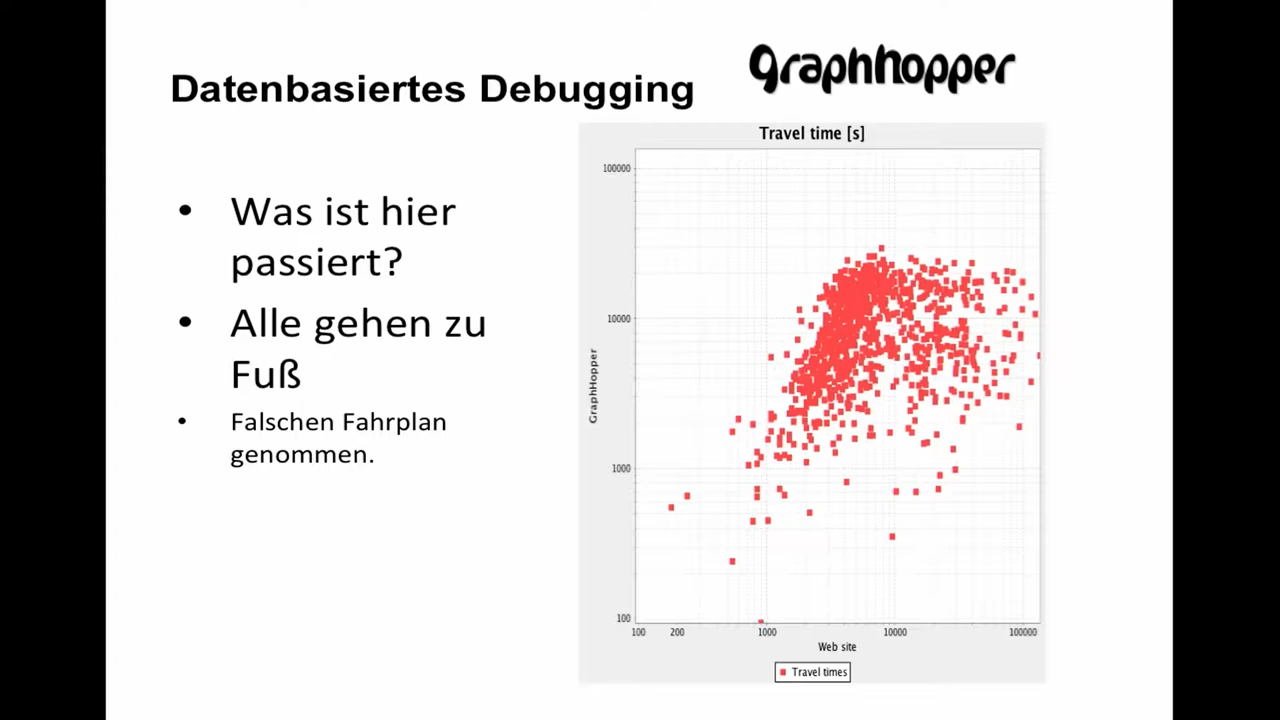 graphhopper
Datenbasiertes Debugging
• Was ist hier
passiert?
• Alle gehen zu
Fuß
• Falschen Fahrplan
genommen.
Travel time [s]
100000
10000
1000
100
GraphHopper
100 200 1000 10000 100000
Web site
Travel times